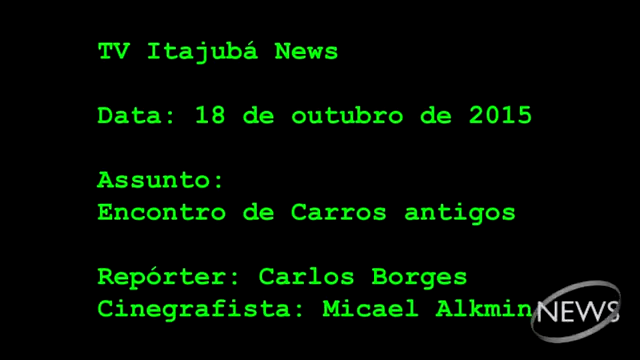 TV Itajubá News
Data: 18 de outubro de 2015
Assunto:
Encontro de Carros antigos
Repórter: Carlos Borges
Cinegrafista: Micael Alkmin
NEWS